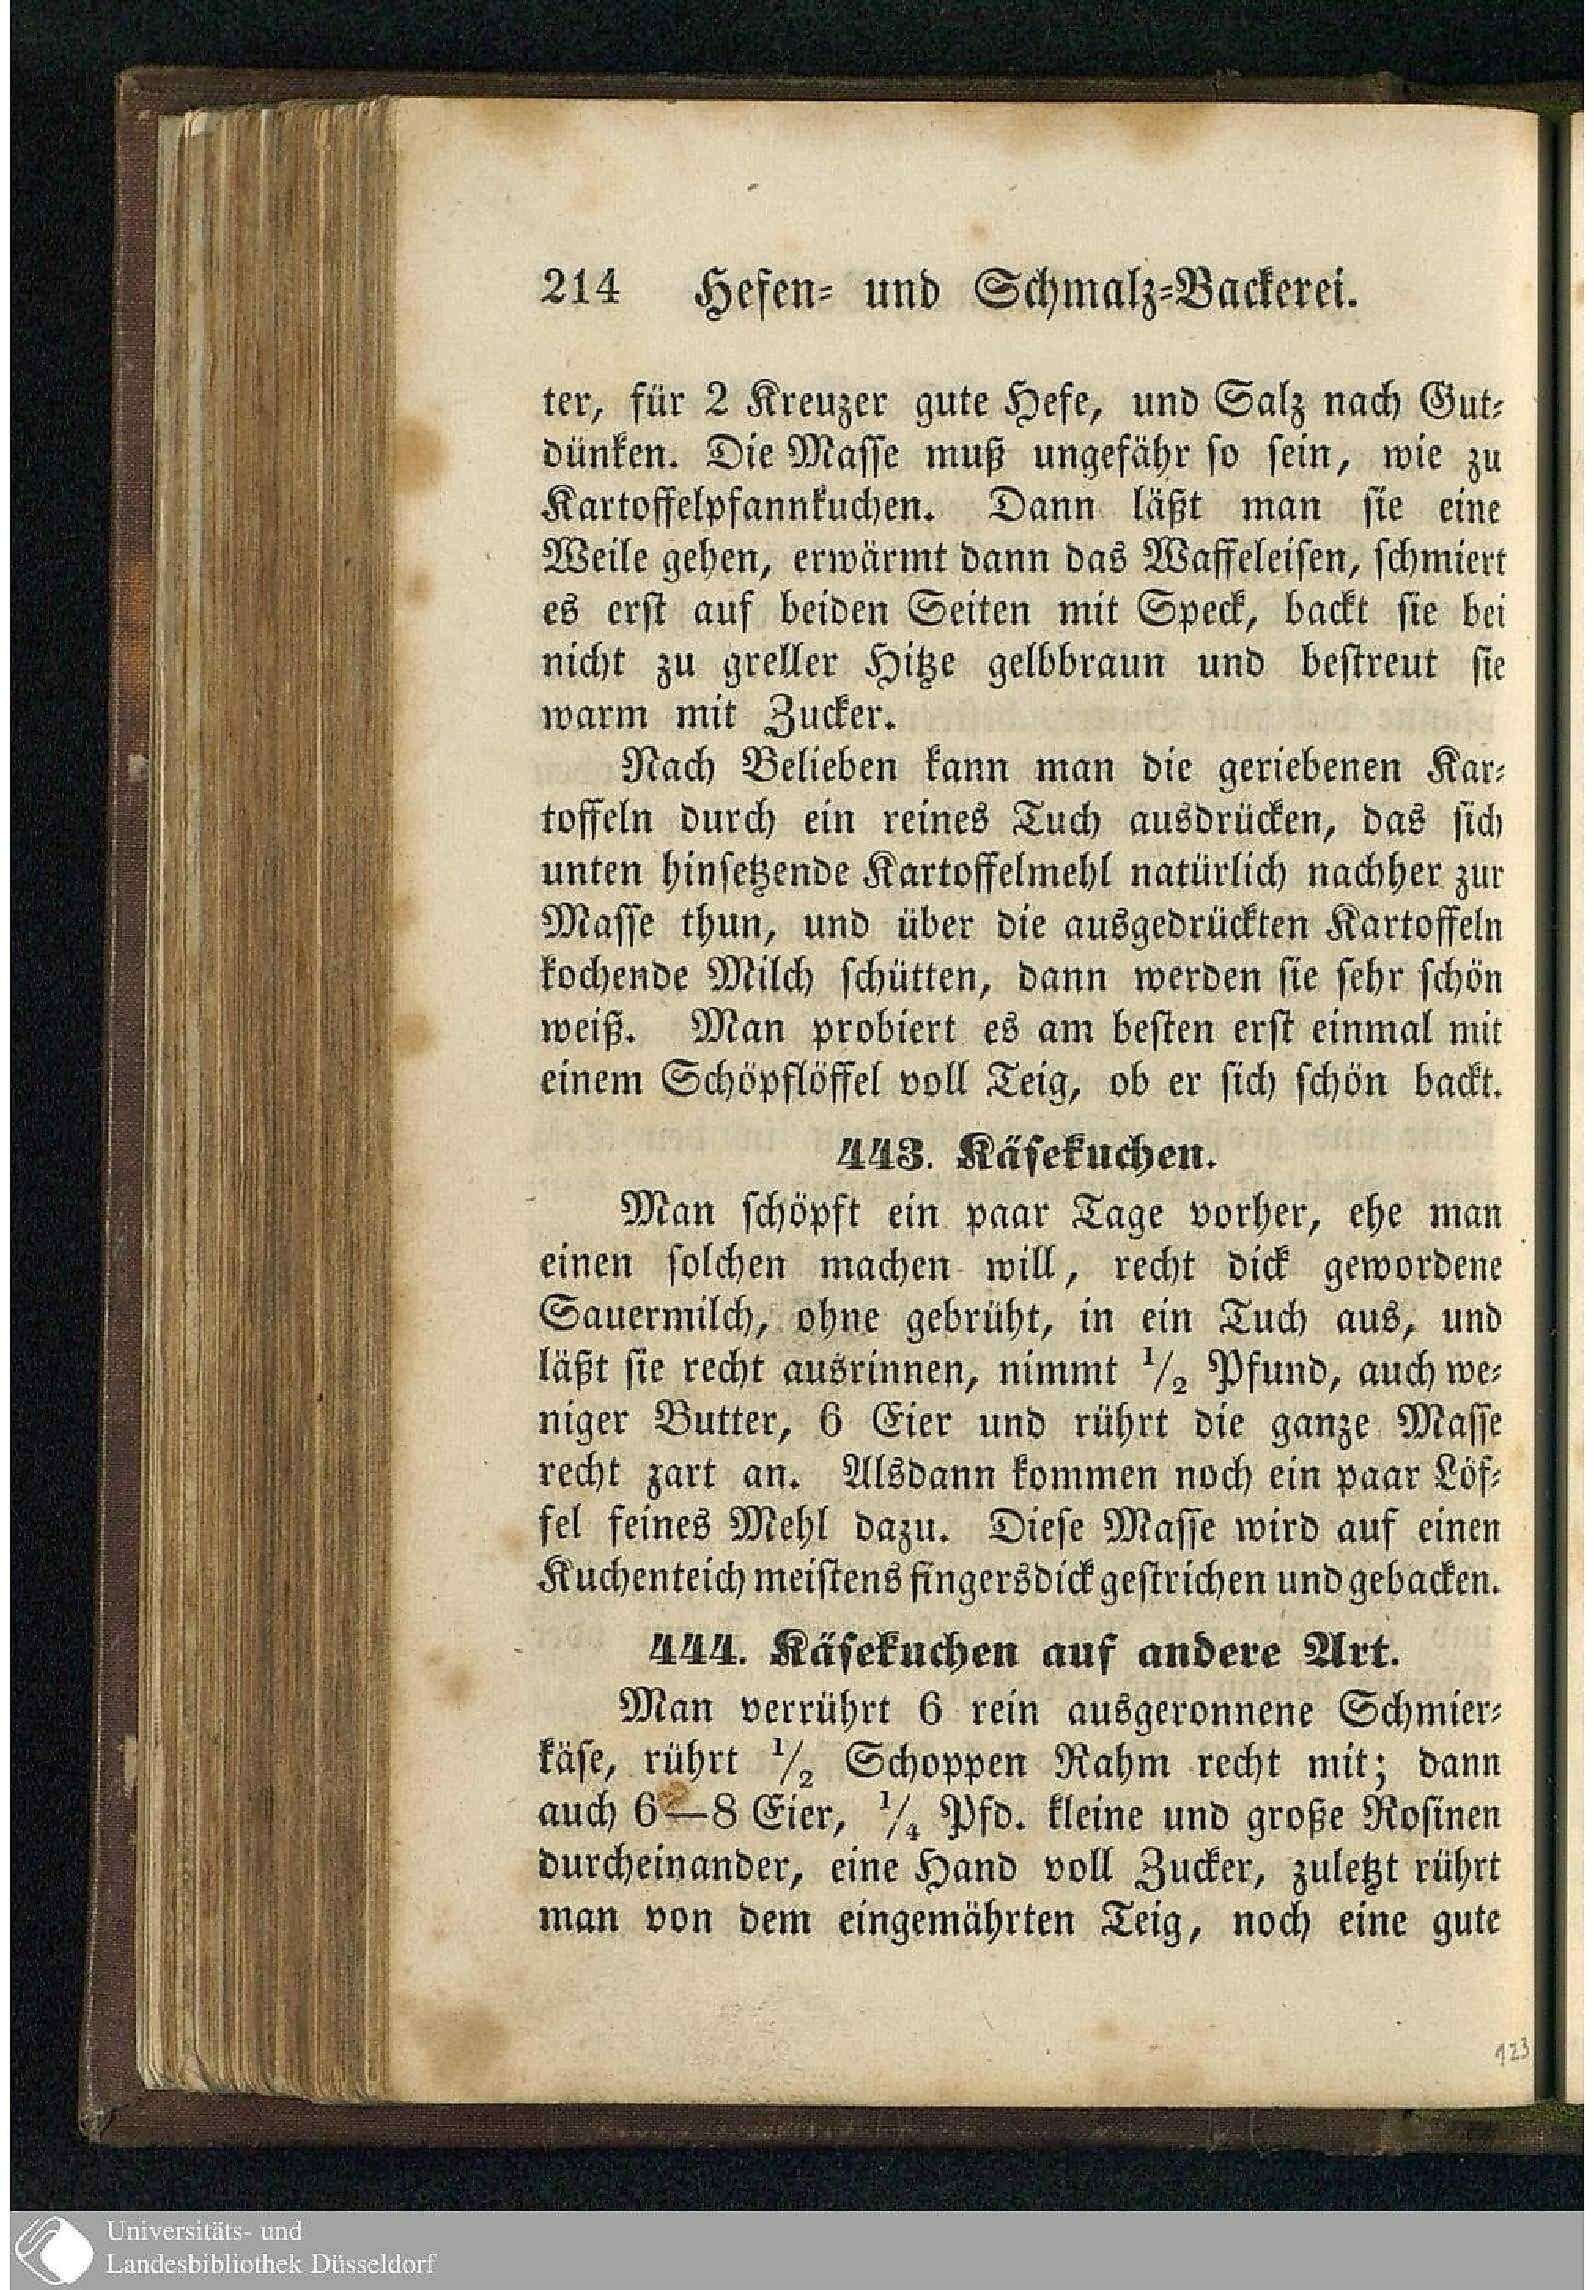 214 Hefen- und Schmalz-Backerei.
ter, für 2 Kreuzer gute Hefe, und Salz nach Gut-
dünken. Die Masse muß ungefähr so sein, wie zu
Kartoffelpfannkuchen. Dann läßt man sie eine
Weile gehen, erwärmt dann das Waffeleisen, schmiert
es erst auf beiden Seiten mit Speck, backt sie bei
nicht zu greller Hitze gelbbraun und bestreut sie
warm mit Zucker.
Nach Belieben kann man die geriebenen Kar-
toffeln durch ein reines Tuch ausdrücken, das sich
unten hinsetzende Kartoffelmehl natürlich nachher zur
Masse thun, und über die ausgedrückten Kartoffeln
kochende Milch schütten, dann werden sie sehr schön
weiß. Man probiert es am besten erst einmal mit
einem Schöpflöffel voll Teig, ob er sich schön backt.
443. Käsekuchen.
Man schöpft ein paar Tage vorher, ehe man
einen solchen machen will, recht dick gewordene
Sauermilch, ohne gebrüht, in ein Tuch aus, und
läßt sie recht ausrinnen, nimmt 1/2 Pfund, auch we-
niger Butter, 6 Eier und rührt die ganze Masse
recht zart an. Alsdann kommen noch ein paar Löf-
fel feines Mehl dazu. Diese Masse wird auf einen
Kuchenteich meistens fingersdick gestrichen und gebacken.
444. Käsekuchen auf andere Art.
Man verrührt 6 rein ausgeronnene Schmier-
käse, rührt 1/2 Schoppen Rahm recht mit; dann
auch 6—8 Eier, 1/4 Pfd. kleine und große Rosinen
durcheinander, eine Hand voll Zucker, zuletzt rührt
man von dem eingemährten Teig, noch eine gute
123
Universitäts- und
Landesbibliothek Düsseldorf